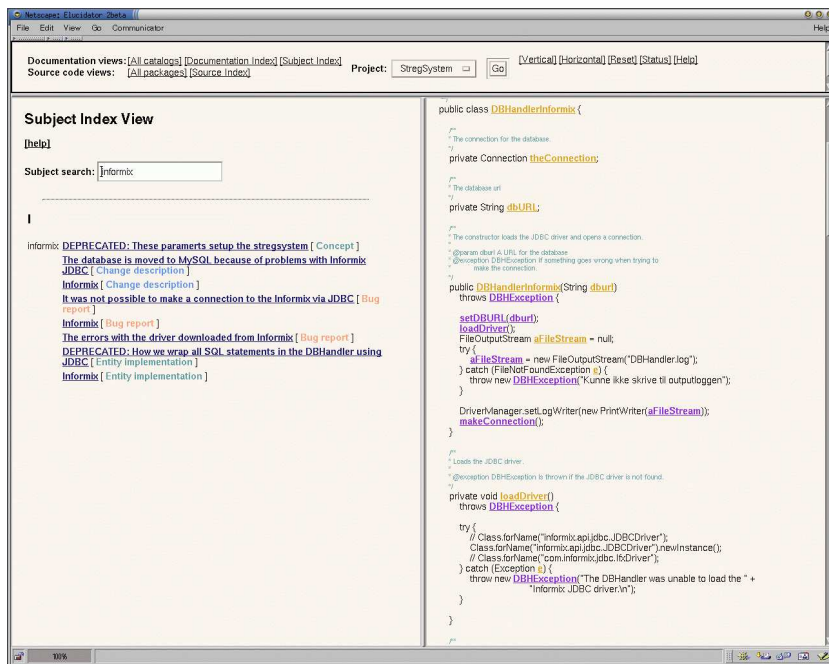 Netscape: Elucidator 2beta
File Edit View Go Communicator Help
Documentation views: [All catalogs] [Documentation Index] [Subject Index]
Source code views: [All packages] [Source Index]
Project: StregSystem Go
[Vertical] [Horizontal] [Reset] [Status] [Help]
Subject Index View
[help]
Subject search: informix
I
informix DEPRECATED: These paramerts setup the stregsystem [ Concept ]
The database is moved to MySQL because of problems with Informix
JDBC [ Change description ]
Informix [ Change description ]
It was not possible to make a connection to the Informix via JDBC [ Bug
report ]
Informix [ Bug report ]
The errors with the driver downloaded from Informix [ Bug report ]
DEPRECATED: How we wrap all SQL statements in the DBHandler using
JDBC [ Entity implementation ]
Informix [ Entity implementation ]
public class DBHandlerInformix {
/**
* The connection for the database.
*/
private Connection theConnection;
/**
* The database url
*/
private String dbURL;
/**
* The constructor loads the JDBC driver and opens a connection.
*
* @param dburl A URL for the database
* @exception DBHException If something goes wrong when trying to
* make the connection.
*/
public DBHandlerInformix(String dburl)
throws DBHException {
setDBURL(dburl);
loadDriver();
FileOutputStream aFileStream = null;
try {
aFileStream = new FileOutputStream("DBHandler.log");
} catch (FileNotFoundException e) {
throw new DBHException("Kunne ikke skrive til outputloggen");
}
DriverManager.setLogWriter(new PrintWriter(aFileStream));
makeConnection();
}
/**
* Loads the JDBC driver.
*
* @exception DBHException is thrown if the JDBC driver is not found.
*/
private void loadDriver()
throws DBHException {
try {
// Class.forName("informix.api.jdbc.JDBCDriver");
Class.forName("informix.api.jdbc.JDBCDriver").newInstance();
// Class.forName("com.informix.jdbc.IfxDriver");
} catch (Exception e) {
throw new DBHException("The DBHandler was unable to load the " +
"Informix JDBC driver.\n");
}
}
/**
100%